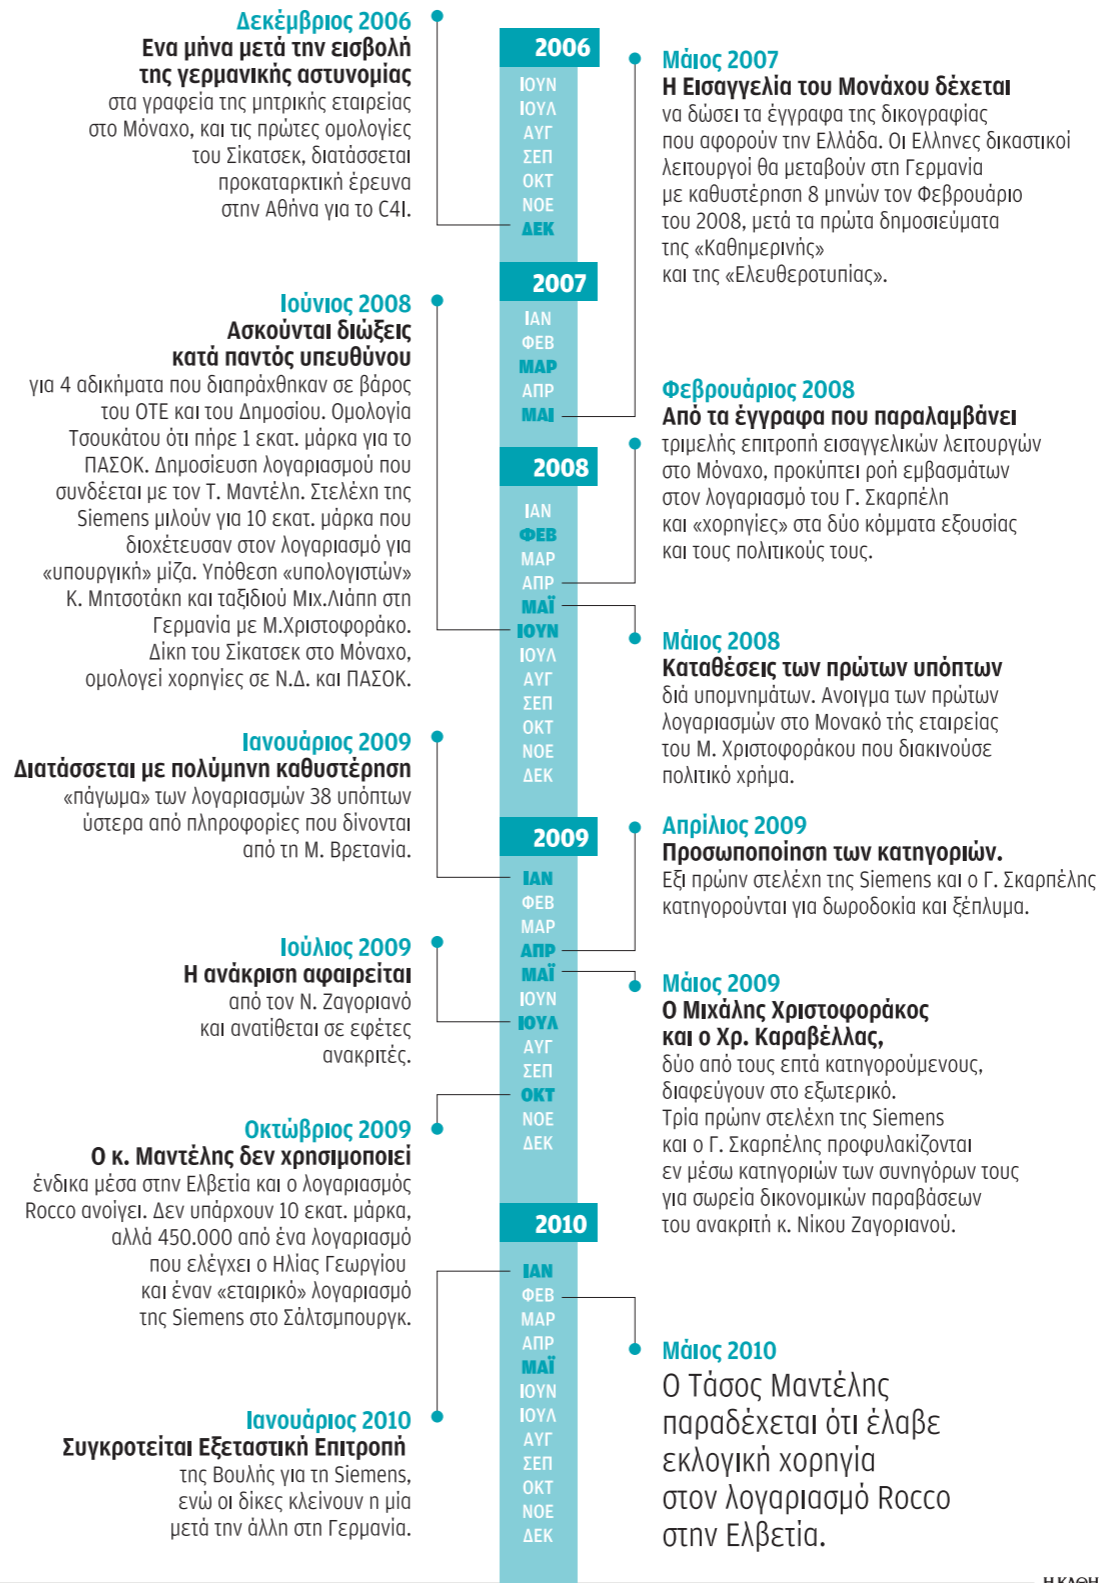 Δεκέμβριος 2006
Ενα μήνα μετά την εισβολή
της γερμανικής αστυνομίας
στα γραφεία της μητρικής εταιρείας
στο Μόναχο, και τις πρώτες ομολογίες
του Σίκατσεκ, διατάσσεται
προκαταρκτική έρευνα
στην Αθήνα για το C4I.
Ιούνιος 2008
Ασκούνται διώξεις
κατά παντός υπευθύνου
για 4 αδικήματα που διαπράχθηκαν σε βάρος
του ΟΤΕ και του Δημοσίου. Ομολογία
Τσουκάτου ότι πήρε 1 εκατ. μάρκα για το
ΠΑΣΟΚ. Δημοσίευση λογαριασμού που
συνδέεται με τον Τ. Μαντέλη. Στελέχη της
Siemens μιλούν για 10 εκατ. μάρκα που
διοχέτευσαν στον λογαριασμό για
«υπουργική» μίζα. Υπόθεση «υπολογιστών»
Κ. Μητσοτάκη και ταξιδιού Μιχ.Λιάπη στη
Γερμανία με Μ.Χριστοφοράκο.
Δίκη του Σίκατσεκ στο Μόναχο,
ομολογεί χορηγίες σε Ν.Δ. και ΠΑΣΟΚ.
Ιανουάριος 2009
Διατάσσεται με πολύμηνη καθυστέρηση
«πάγωμα» των λογαριασμών 38 υπόπτων
ύστερα από πληροφορίες που δίνονται
από τη Μ. Βρετανία.
Ιούλιος 2009
Η ανάκριση αφαιρείται
από τον Ν. Ζαγοριανό
και ανατίθεται σε εφέτες
ανακριτές.
Οκτώβριος 2009
Ο κ. Μαντέλης δεν χρησιμοποιεί
ένδικα μέσα στην Ελβετία και ο λογαριασμός
Rocco ανοίγει. Δεν υπάρχουν 10 εκατ. μάρκα,
αλλά 450.000 από ένα λογαριασμό
που ελέγχει ο Ηλίας Γεωργίου
και έναν «εταιρικό» λογαριασμό
της Siemens στο Σάλτσμπουργκ.
Ιανουάριος 2010
Συγκροτείται Εξεταστική Επιτροπή
της Βουλής για τη Siemens,
ενώ οι δίκες κλείνουν η μία
μετά την άλλη στη Γερμανία.
2006
ΙΟΥΝ
ΙΟΥΛ
ΑΥΓ
ΣΕΠ
ΟΚΤ
ΝΟΕ
ΔΕΚ
2007
ΙΑΝ
ΦΕΒ
ΜΑΡ
ΑΠΡ
ΜΑΙ
2008
ΙΑΝ
ΦΕΒ
ΜΑΡ
ΑΠΡ
ΜΑΪ
ΙΟΥΝ
ΙΟΥΛ
ΑΥΓ
ΣΕΠ
ΟΚΤ
ΝΟΕ
ΔΕΚ
2009
ΙΑΝ
ΦΕΒ
ΜΑΡ
ΑΠΡ
ΜΑΪ
ΙΟΥΝ
ΙΟΥΛ
ΑΥΓ
ΣΕΠ
ΟΚΤ
ΝΟΕ
ΔΕΚ
2010
ΙΑΝ
ΦΕΒ
ΜΑΡ
ΑΠΡ
ΜΑΪ
ΙΟΥΝ
ΙΟΥΛ
ΑΥΓ
ΣΕΠ
ΟΚΤ
ΝΟΕ
ΔΕΚ
Μάιος 2007
Η Εισαγγελία του Μονάχου δέχεται
να δώσει τα έγγραφα της δικογραφίας
που αφορούν την Ελλάδα. Οι Ελληνες δικαστικοί
λειτουργοί θα μεταβούν στη Γερμανία
με καθυστέρηση 8 μηνών τον Φεβρουάριο
του 2008, μετά τα πρώτα δημοσιεύματα
της «Καθημερινής»
και της «Ελευθεροτυπίας».
Φεβρουάριος 2008
Από τα έγγραφα που παραλαμβάνει
τριμελής επιτροπή εισαγγελικών λειτουργών
στο Μόναχο, προκύπτει ροή εμβασμάτων
στον λογαριασμό του Γ. Σκαρπέλη
και «χορηγίες» στα δύο κόμματα εξουσίας
και τους πολιτικούς τους.
Μάιος 2008
Καταθέσεις των πρώτων υπόπτων
διά υπομνημάτων. Ανοιγμα των πρώτων
λογαριασμών στο Μονακό τής εταιρείας
του Μ. Χριστοφοράκου που διακινούσε
πολιτικό χρήμα.
Απρίλιος 2009
Προσωποποίηση των κατηγοριών.
Εξι πρώην στελέχη της Siemens και ο Γ. Σκαρπέλης
κατηγορούνται για δωροδοκία και ξέπλυμα.
Μάιος 2009
Ο Μιχάλης Χριστοφοράκος
και ο Χρ. Καραβέλλας,
δύο από τους επτά κατηγορούμενους,
διαφεύγουν στο εξωτερικό.
Τρία πρώην στελέχη της Siemens
και ο Γ. Σκαρπέλης προφυλακίζονται
εν μέσω κατηγοριών των συνηγόρων τους
για σωρεία δικονομικών παραβάσεων
του ανακριτή κ. Νίκου Ζαγοριανού.
Μάιος 2010
Ο Τάσος Μαντέλης
παραδέχεται ότι έλαβε
εκλογική χορηγία
στον λογαριασμό Rocco
στην Ελβετία.